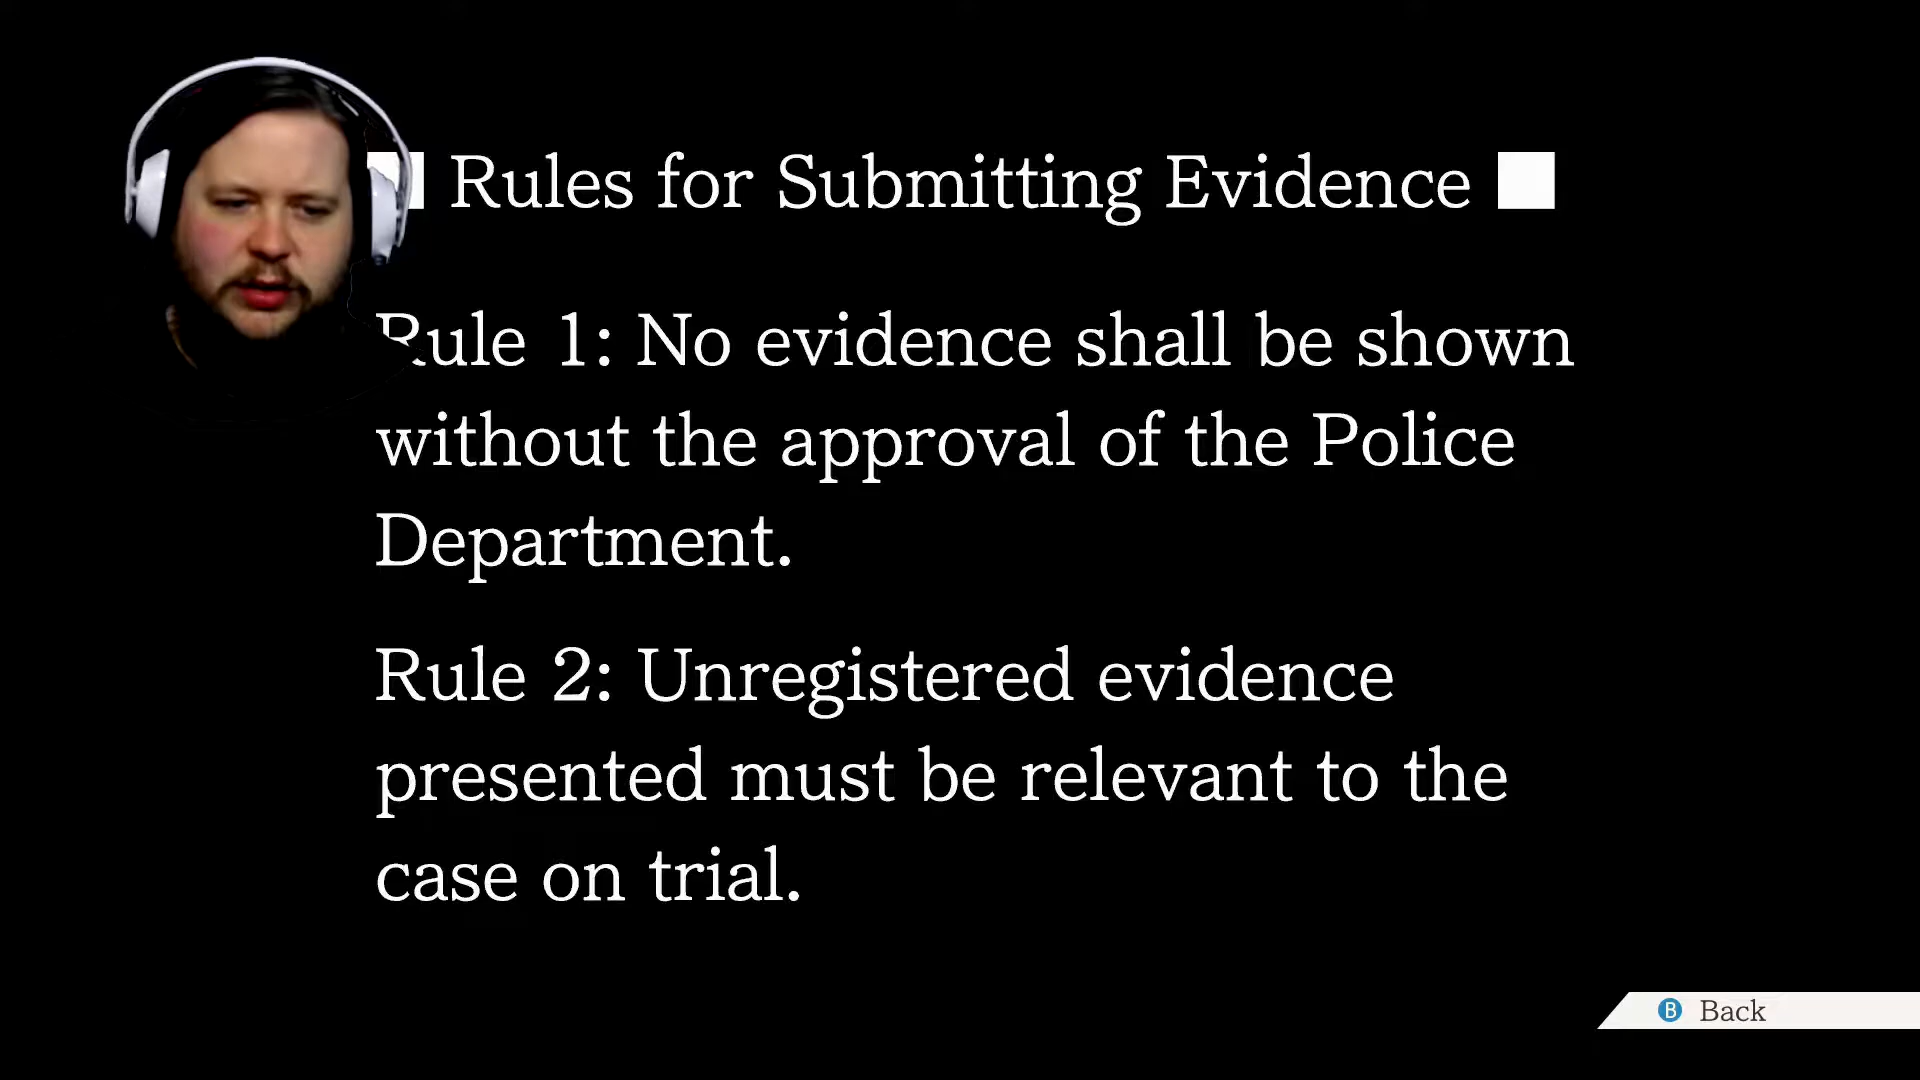 ■ Rules for Submitting Evidence ■
Rule 1: No evidence shall be shown
without the approval of the Police
Department.
Rule 2: Unregistered evidence
presented must be relevant to the
case on trial.
B Back